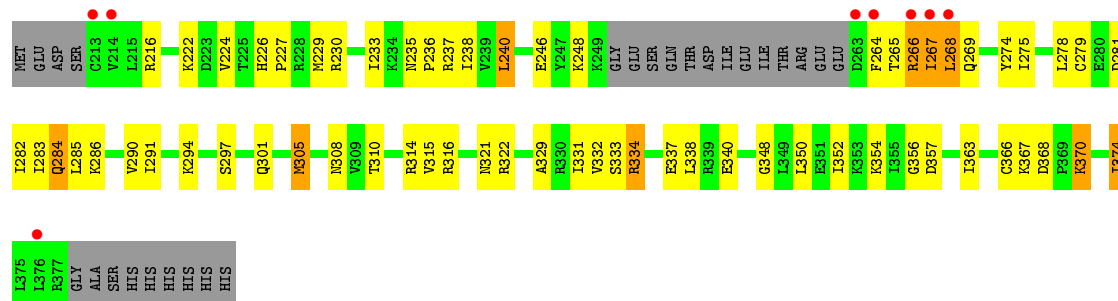 MET GLU ASP SER C213 V214 L215 R216 K222 D223 V224 T225 H226 P227 R228 M229 R230 I233 K234 N235 P236 R237 I238 V239 L240 E246 Y247 K248 K249 GLY GLU SER GLN THR ASP ILE GLU ILE THR ARG GLU GLU D263 F264 T265 R266 I267 L268 Q269 Y274 I275 L278 C279 E280 D281
I282 I283 Q284 L285 K286 V290 I291 K294 S297 Q301 M305 N308 V309 T310 R314 V315 R316 N321 R322 A329 R330 I331 V332 S333 R334 E337 L338 R339 E340 G348 L349 L350 E351 I352 K353 K354 I355 G356 D357 I363 C366 K367 D368 P369 K370
L375 L376 R377 GLY ALA SER HIS HIS HIS HIS HIS HIS